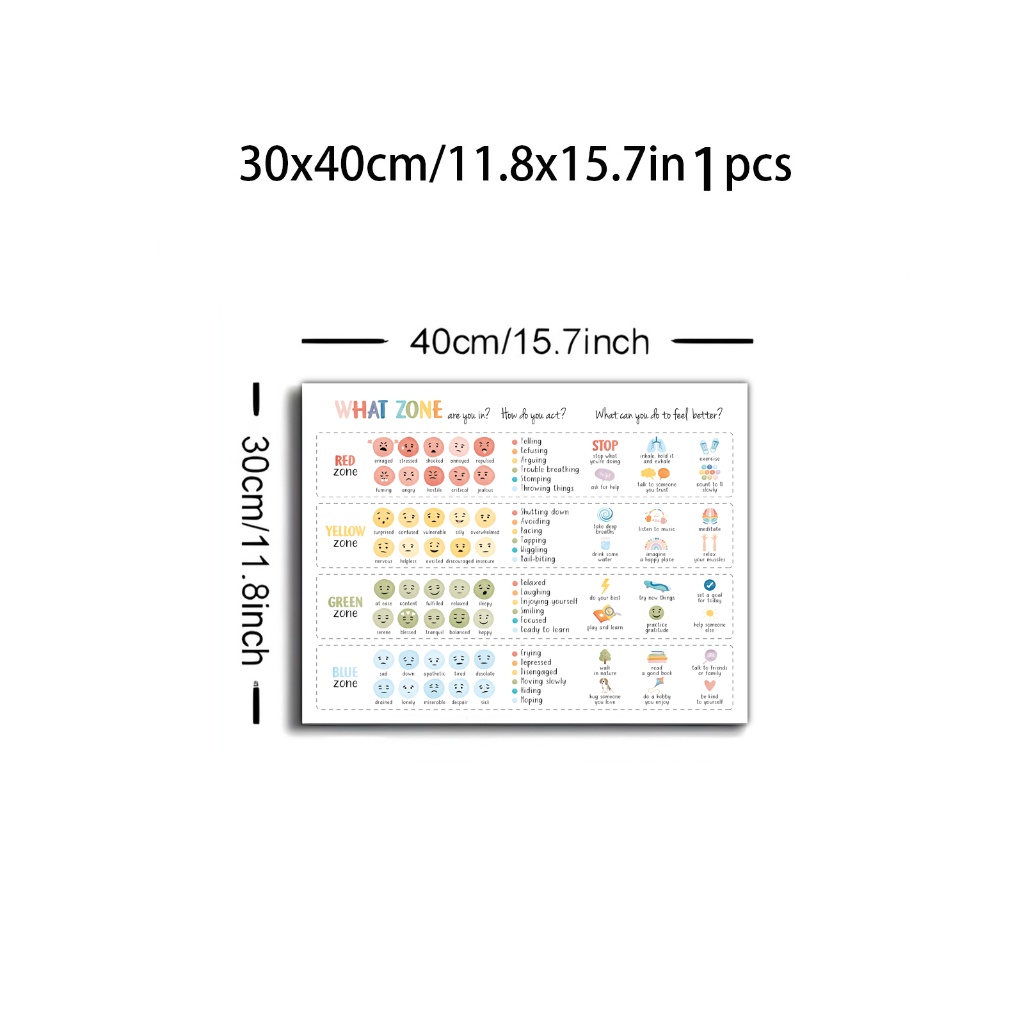 30x40cm/11.8x15.7in 1 pcs
40cm/15.7inch
30cm/11.8inch
WHAT ZONE are you in? How do you act? What can you do to feel better?
RED zone
enraged stressed shocked annoyed repulsed
fuming angry hostile critical jealous
Yelling
Refusing
Arguing
Trouble breathing
Stomping
Throwing things
STOP
stop what you're doing
inhale, hold it and exhale
exercise
ask for help
talk to someone you trust
count to 10 slowly
YELLOW zone
surprised confused vulnerable silly overwhelmed
nervous helpless excited discouraged insecure
Shutting down
Avoiding
Pacing
Tapping
Wiggling
Nail-biting
take deep breaths
listen to music
meditate
drink some water
imagine a happy place
relax your muscles
GREEN zone
at ease content fulfilled relaxed sleepy
serene blessed tranquil balanced happy
Relaxed
Laughing
Enjoying yourself
Smiling
Focused
Ready to learn
do your best
try new things
set a goal for today
play and learn
practice gratitude
help someone else
BLUE zone
sad down apathetic tired desolate
drained lonely miserable despair sick
Crying
Depressed
Disengaged
Moving slowly
Hiding
Moping
walk in nature
read a good book
talk to friends or family
hug someone you love
do a hobby you enjoy
be kind to yourself